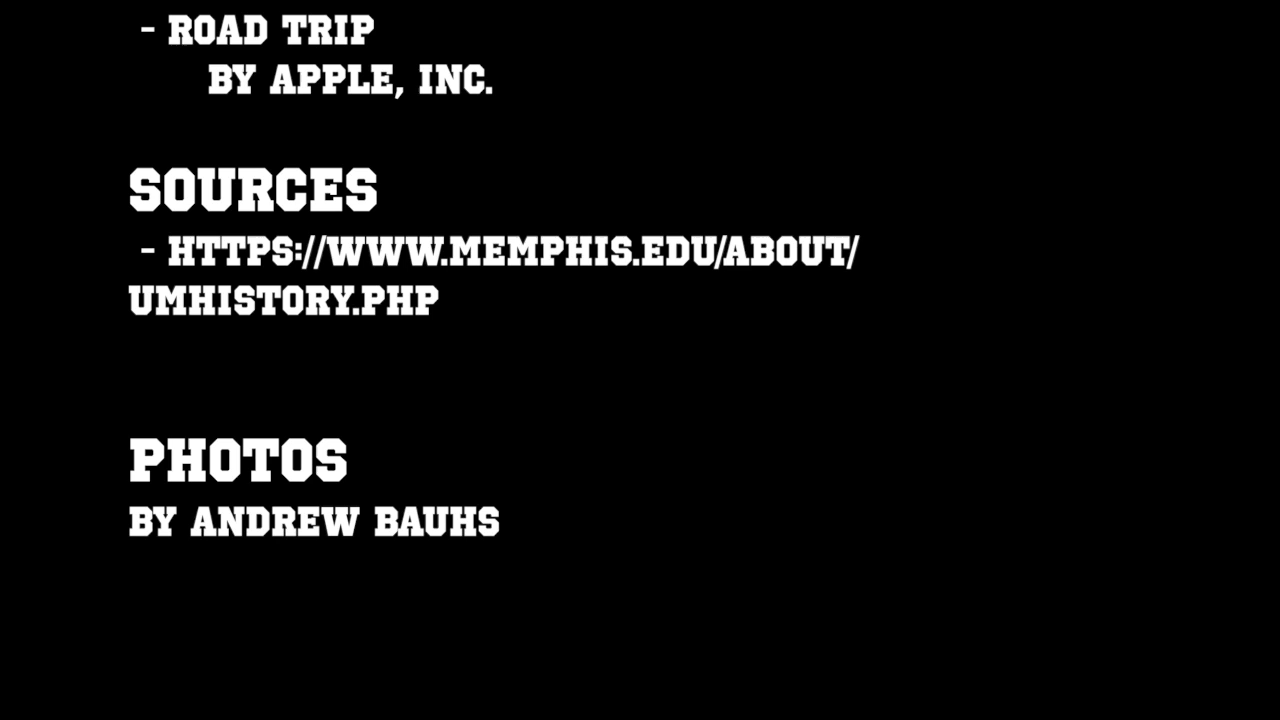 - ROAD TRIP
BY APPLE, INC.
SOURCES
- HTTPS://WWW.MEMPHIS.EDU/ABOUT/
UMHISTORY.PHP
PHOTOS
BY ANDREW BAUHS